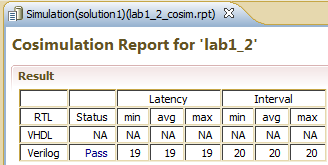 Simulation(solution1)(lab1_2_cosim.rpt)
Cosimulation Report for 'lab1_2'
Result
Latency Interval
RTL Status min avg max min avg max
VHDL NA NA NA NA NA NA NA
Verilog Pass 19 19 19 20 20 20